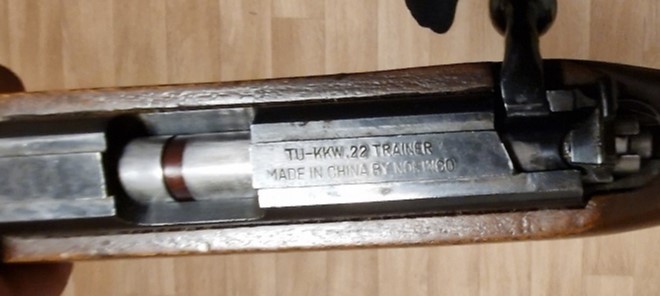 TU-KKW.22 TRAINER
MADE IN CHINA BY NORINCO